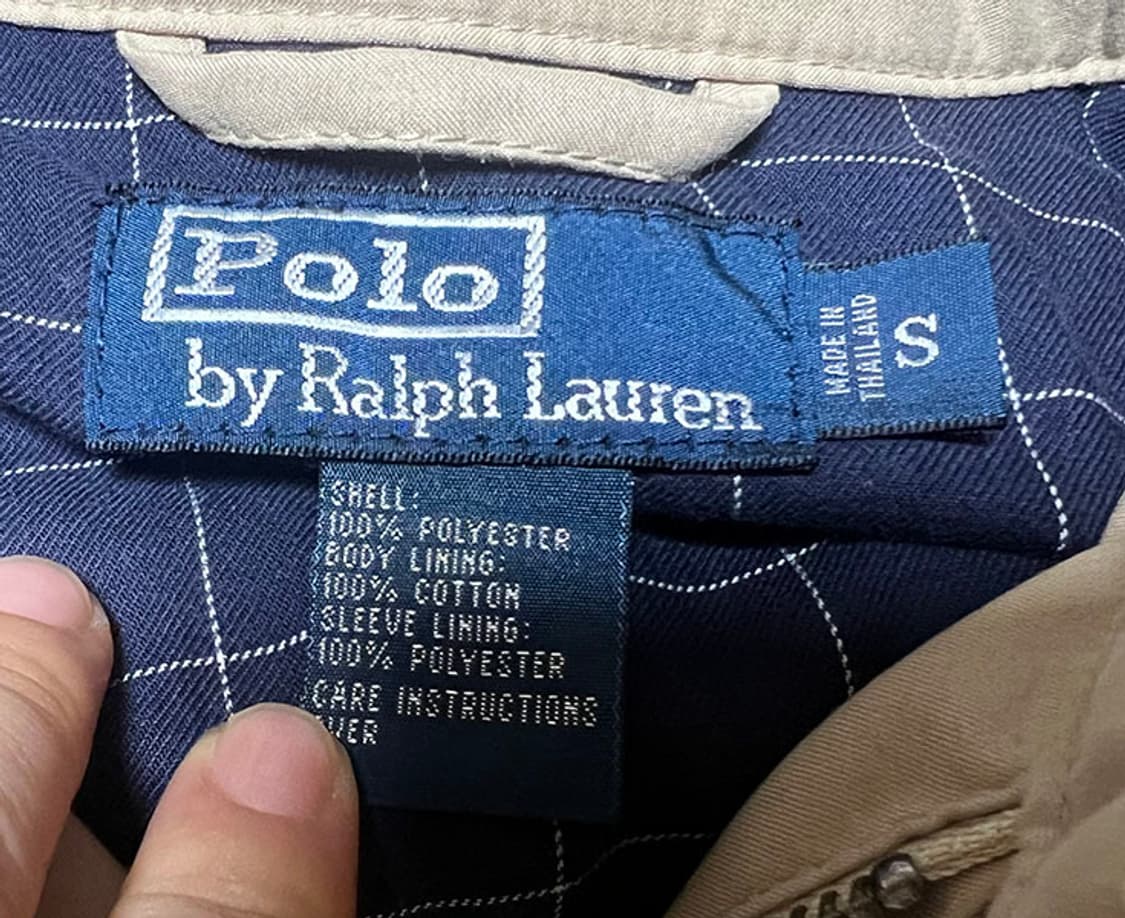 Polo
by Ralph Lauren
MADE IN
THAILAND
S
SHELL:
100% POLYESTER
BODY LINING:
100% COTTON
SLEEVE LINING:
100% POLYESTER
CARE INSTRUCTIONS